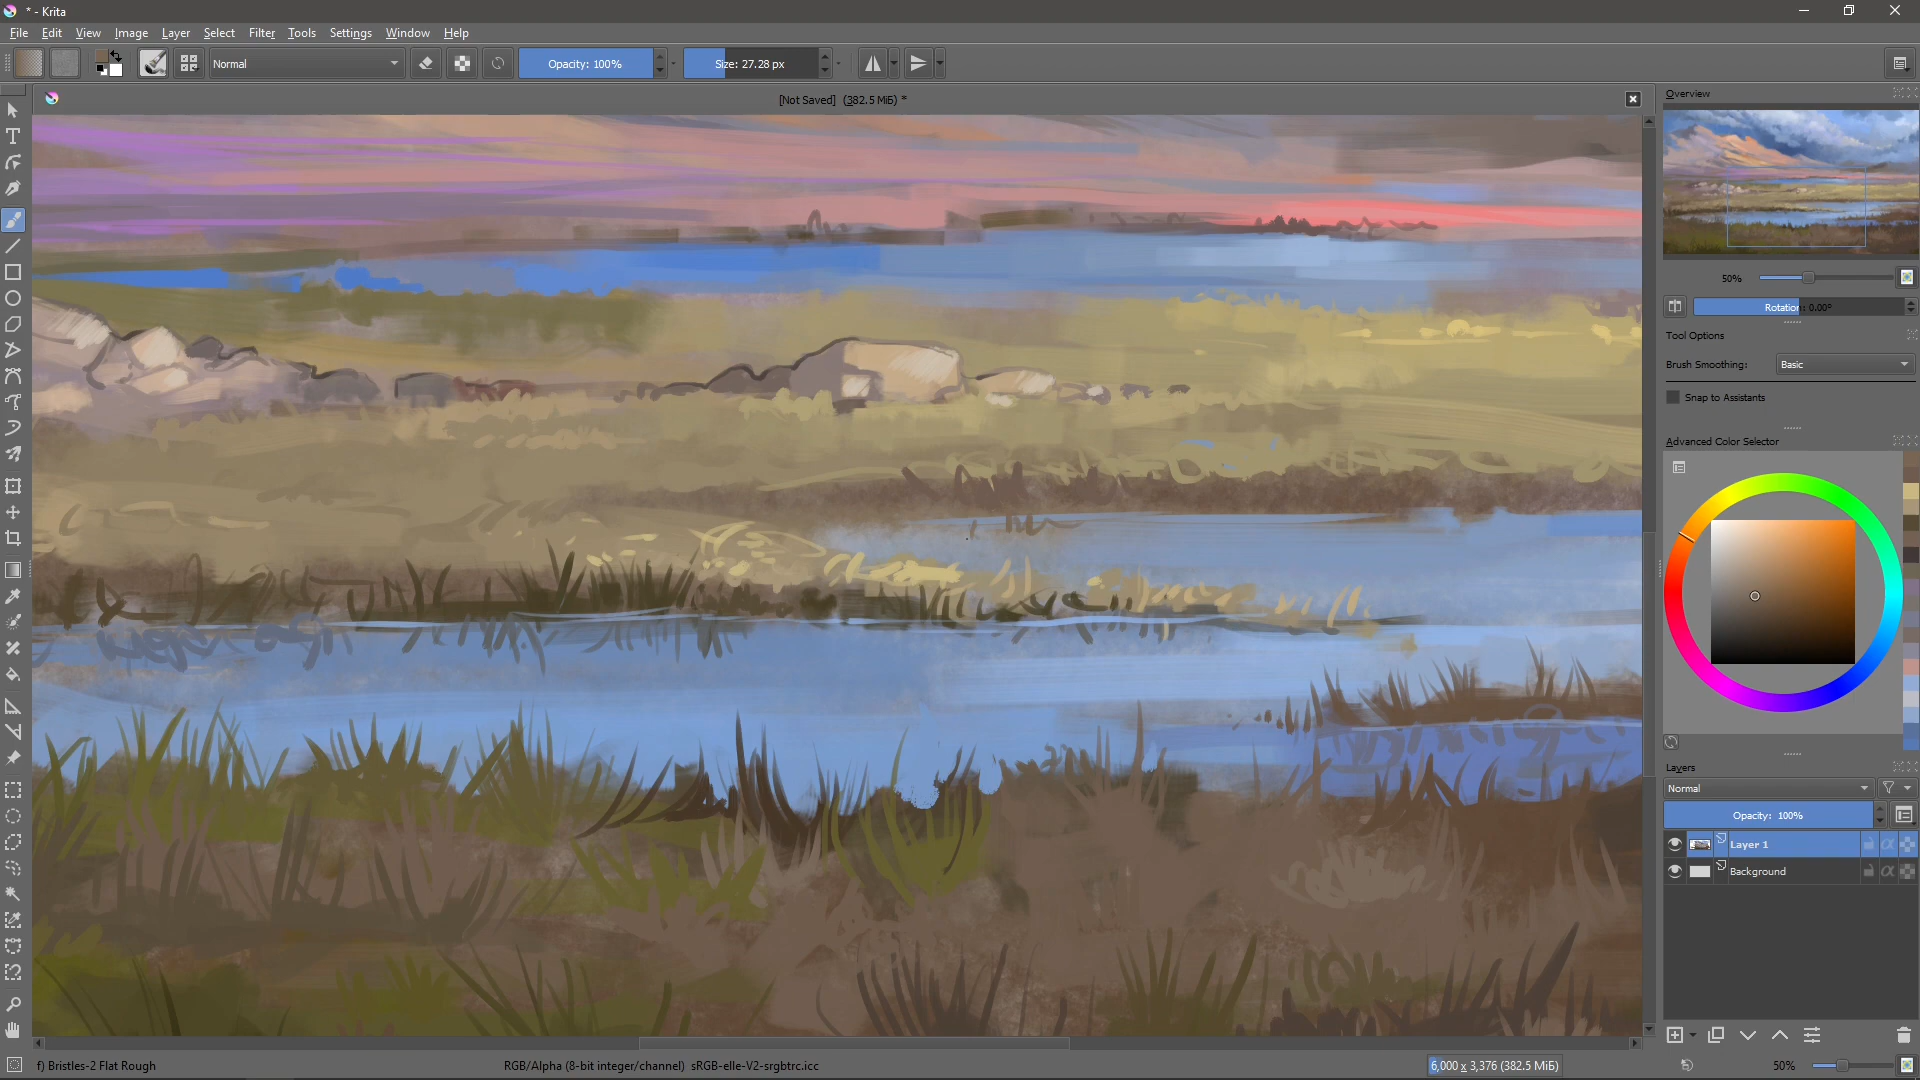 * - Krita
File Edit View Image Layer Select Filter Tools Settings Window Help
Normal
Opacity: 100%
Size: 27.28 px
[Not Saved] (382.5 MiB) *
Overview
50%
Rotation: 0.00°
Tool Options
Brush Smoothing: Basic
Snap to Assistants
Advanced Color Selector
Layers
Normal
Opacity: 100%
Layer 1
Background
f) Bristles-2 Flat Rough
RGB/Alpha (8-bit integer/channel) sRGB-elle-V2-srgbtrc.icc
6,000 x 3,376 (382.5 MiB)
50%